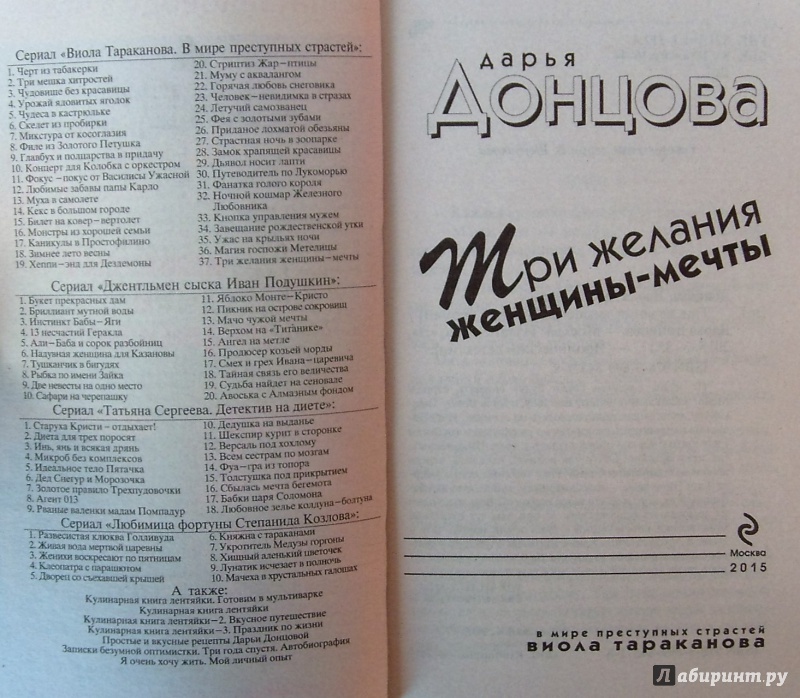 Сериал «Виола Тараканова. В мире преступных страстей»:
1. Черт из табакерки
2. Три мешка хитростей
3. Чудовище без красавицы
4. Урожай ядовитых ягодок
5. Чудеса в кастрюльке
6. Скелет из пробирки
7. Микстура от косоглазия
8. Филе из Золотого Петушка
9. Главбух и полцарства в придачу
10. Концерт для Колобка с оркестром
11. Фокус-покус от Василисы Ужасной
12. Любимые забавы папы Карло
13. Муха в самолете
14. Кекс в большом городе
15. Билет на ковер-вертолет
16. Монстры из хорошей семьи
17. Каникулы в Простофилино
18. Зимнее лето весны
19. Хеппи-энд для Дездемоны
20. Стриптиз Жар-птицы
21. Муму с аквалангом
22. Горячая любовь снеговика
23. Человек-невидимка в стразах
24. Летучий самозванец
25. Фея с золотыми зубами
26. Приданое лохматой обезьяны
27. Страстная ночь в зоопарке
28. Замок храпящей красавицы
29. Дьявол носит лапти
30. Путеводитель по Лукоморью
31. Фанатка голого короля
32. Ночной кошмар Железного
Любовника
33. Кнопка управления мужем
34. Завещание рождественской утки
35. Ужас на крыльях ночи
36. Магия госпожи Метелицы
37. Три желания женщины-мечты
Сериал «Джентльмен сыска Иван Подушкин»:
1. Букет прекрасных дам
2. Бриллиант мутной воды
3. Инстинкт Бабы-Яги
4. 13 несчастий Геракла
5. Али-Баба и сорок разбойниц
6. Надувная женщина для Казановы
7. Тушканчик в бигудях
8. Рыбка по имени Зайка
9. Две невесты на одно место
10. Сафари на черепашку
11. Яблоко Монте-Кристо
12. Пикник на острове сокровищ
13. Мачо чужой мечты
14. Верхом на «Титанике»
15. Ангел на метле
16. Продюсер козьей морды
17. Смех и грех Ивана-царевича
18. Тайная связь его величества
19. Судьба найдет на сеновале
20. Авоська с Алмазным фондом
Сериал «Татьяна Сергеева. Детектив на диете»:
1. Старуха Кристи - отдыхает!
2. Диета для трех поросят
3. Инь, янь и всякая дрянь
4. Микроб без комплексов
5. Идеальное тело Пятачка
6. Дед Снегур и Морозочка
7. Золотое правило Трехпудовочки
8. Агент 013
9. Рваные валенки мадам Помпадур
10. Дедушка на выданье
11. Шекспир курит в сторонке
12. Версаль под хохлому
13. Всем сестрам по мозгам
14. Фуа-гра из топора
15. Толстушка под прикрытием
16. Сбылась мечта бегемота
17. Бабки царя Соломона
18. Любовное зелье колдуна-болтуна
Сериал «Любимица фортуны Степанида Козлова»:
1. Развесистая клюква Голливуда
2. Живая вода мертвой царевны
3. Женихи воскресают по пятницам
4. Клеопатра с парашютом
5. Дворец со съехавшей крышей
6. Княжна с тараканами
7. Укротитель Медузы горгоны
8. Хищный аленький цветочек
9. Лунатик исчезает в полночь
10. Мачеха в хрустальных галошах
А также:
Кулинарная книга лентяйки. Готовим в мультиварке
Кулинарная книга лентяйки
Кулинарная книга лентяйки-2. Вкусное путешествие
Кулинарная книга лентяйки-3. Праздник по жизни
Простые и вкусные рецепты Дарьи Донцовой
Записки безумной оптимистки. Три года спустя. Автобиография
Я очень хочу жить. Мой личный опыт
дарья
Донцова
Три желания
женщины-мечты
Москва
2015
в мире преступных страстей
виола тараканова
Лабиринт.ру